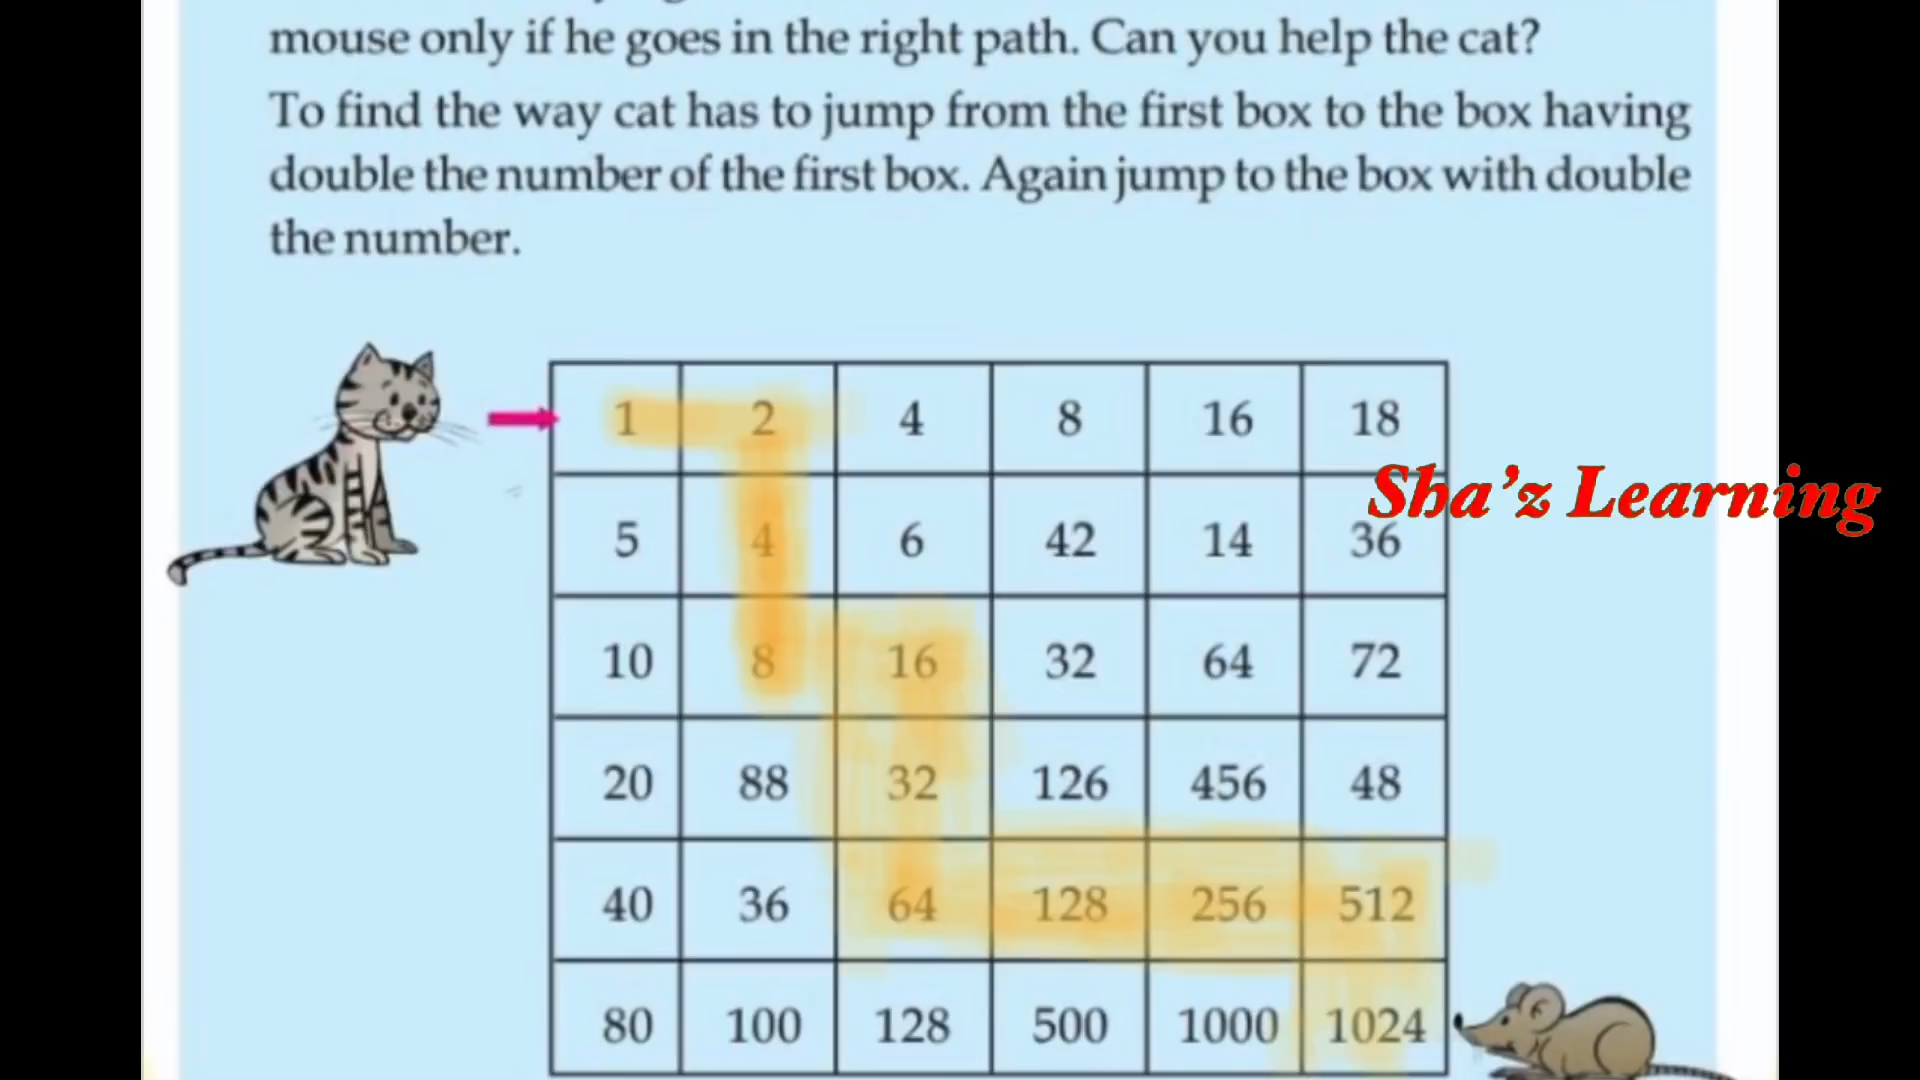 mouse only if he goes in the right path. Can you help the cat?
To find the way cat has to jump from the first box to the box having
double the number of the first box. Again jump to the box with double
the number.
1 2 4 8 16 18
Sha'z Learning
5 4 6 42 14 36
10 8 16 32 64 72
20 88 32 126 456 48
40 36 64 128 256 512
80 100 128 500 1000 1024